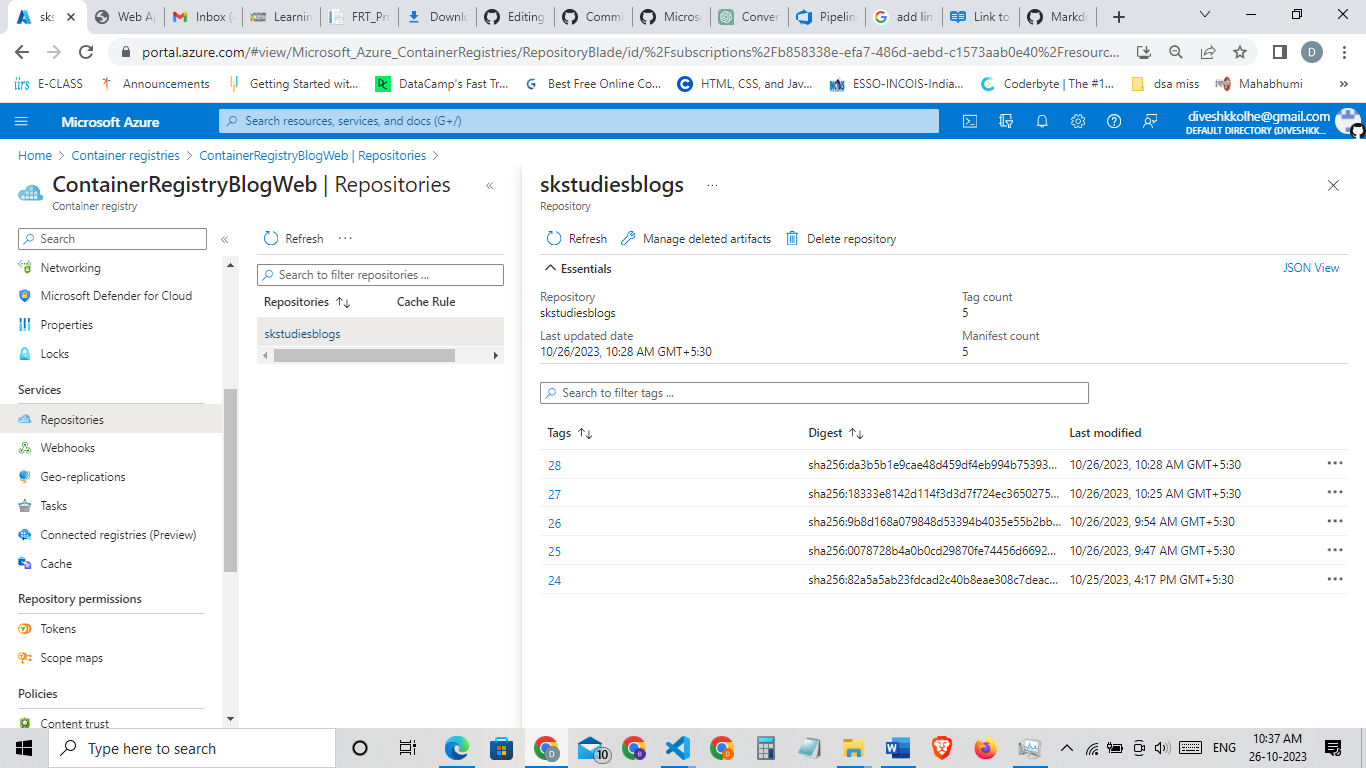 sks
Web Ap
Inbox (
Learnin
FRT_Pro
Downlo
Editing
Commi
Micros
Conver
Pipelin
add lin
Link to
Markd
portal.azure.com/#view/Microsoft_Azure_ContainerRegistries/RepositoryBlade/id/%2Fsubscriptions%2Fb858338e-efa7-486d-aebd-c1573aab0e40%2Fresourc...
D
E-CLASS
Announcements
Getting Started wit...
DataCamp's Fast Tr...
Best Free Online Co...
HTML, CSS, and Jav...
ESSO-INCOIS-India...
Coderbyte | The #1...
dsa miss
Mahabhumi
»
Microsoft Azure
Search resources, services, and docs (G+/)
diveshkkolhe@gmail.com
DEFAULT DIRECTORY (DIVESHKK...
Home > Container registries > ContainerRegistryBlogWeb | Repositories >
ContainerRegistryBlogWeb | Repositories
Container registry
Search
Networking
Microsoft Defender for Cloud
Properties
Locks
Services
Repositories
Webhooks
Geo-replications
Tasks
Connected registries (Preview)
Cache
Repository permissions
Tokens
Scope maps
Policies
Content trust
Refresh
Search to filter repositories ...
Repositories Cache Rule
skstudiesblogs
skstudiesblogs ...
Repository
Refresh Manage deleted artifacts Delete repository
Essentials JSON View
Repository
skstudiesblogs
Last updated date
10/26/2023, 10:28 AM GMT+5:30
Tag count
5
Manifest count
5
Search to filter tags ...
Tags Digest Last modified
28 sha256:da3b5b1e9cae48d459df4eb994b75393... 10/26/2023, 10:28 AM GMT+5:30
27 sha256:18333e8142d114f3d3d7f724ec3650275... 10/26/2023, 10:25 AM GMT+5:30
26 sha256:9b8d168a079848d53394b4035e55b2bb... 10/26/2023, 9:54 AM GMT+5:30
25 sha256:0078728b4a0b0cd29870fe74456d6692... 10/26/2023, 9:47 AM GMT+5:30
24 sha256:82a5a5ab23fdcad2c40b8eae308c7deac... 10/25/2023, 4:17 PM GMT+5:30
Type here to search
10
ENG
10:37 AM
26-10-2023